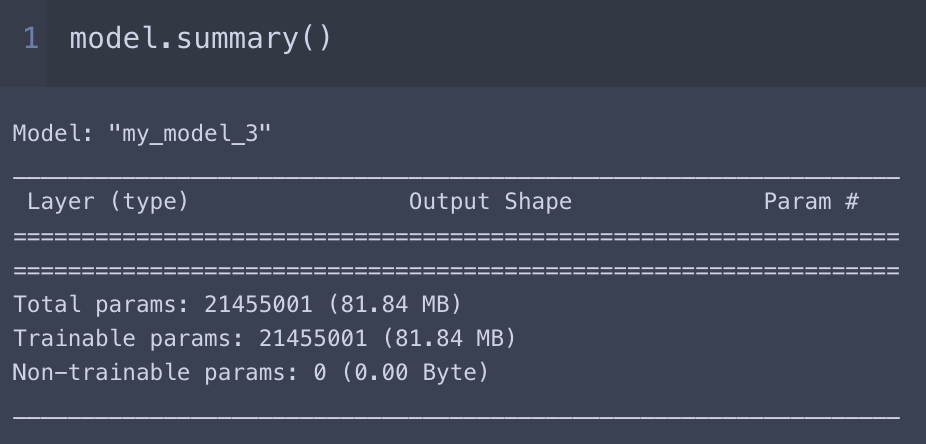 1 model.summary()
Model: "my_model_3"
_________________________________________________________________
Layer (type) Output Shape Param #
=================================================================
=================================================================
Total params: 21455001 (81.84 MB)
Trainable params: 21455001 (81.84 MB)
Non-trainable params: 0 (0.00 Byte)
_________________________________________________________________